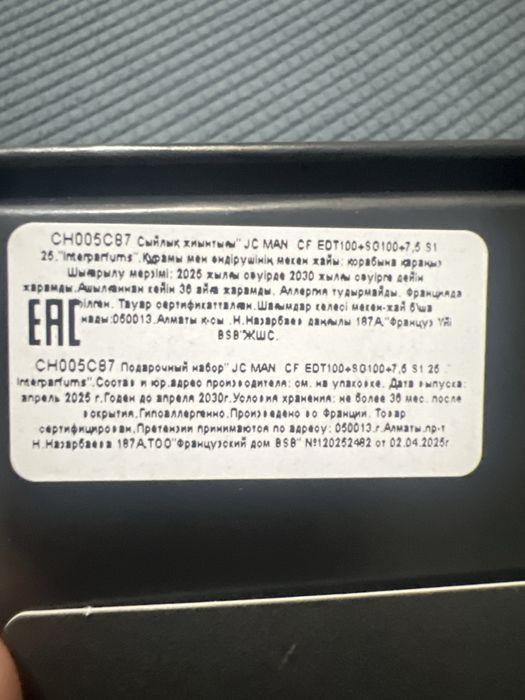 CH005C87 Сыйлық жиынтығы" JC MAN CF EDT100+SG100+7,5 S1
25."Interparfums".Құрамы мен өндірушінің мекен жайы: қорабына қараңыз
Шығарылу мерзімі: 2025 жылғы сәуірде 2030 жылғы сәуірге дейін
жарамды.Ашылғаннан кейін 36 айға жарамды. Аллергия тудырмайды. Францияда
өндірілген. Тауар сертификатталған.Шағымдар келесі мекен-жай б/ша
050013.Алматы қ-сы .Н.Назарбаев даңғылы 187А."Француз Үйі
BSB"ЖШС.
ЕАС
CH005C87 Подарочный набор" JC MAN CF EDT100+SG100+7,5 S1 25 ."
Interparfums".Состав и юр.адрес производителя: см. на упаковке. Дата выпуска:
апрель 2025 г.Годен до апреля 2030г.Условия хранения: не более 36 мес. после
вскрытия.Гипоаллергенно.Произведено во Франции. Товар
сертифицирован.Претензии принимаются по адресу: 050013.г.Алматы.пр-т
Н.Назарбаева 187А.ТОО"Французский дом BSB" №120252482 от 02.04.2025г